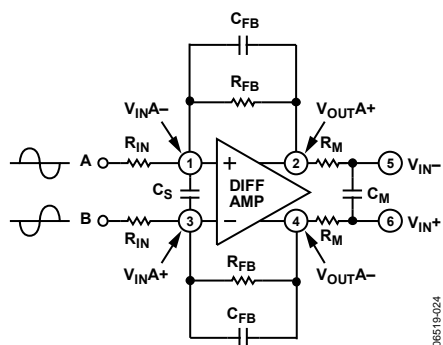 CFB
RFB
VINA–
VOUTA+
RIN
RM
A
1
+
2
5
VIN–
CS
DIFF
AMP
CM
B
3
–
4
6
VIN+
RIN
RM
VINA+
RFB
VOUTA–
CFB
06519-024